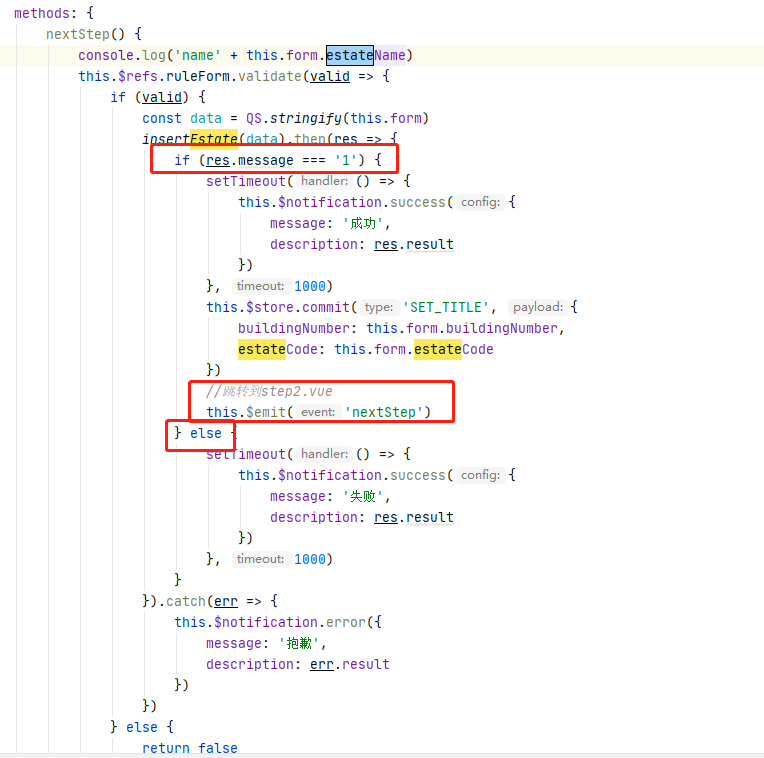 methods: {
nextStep() {
console.log('name' + this.form.estateName)
this.$refs.ruleForm.validate(valid => {
if (valid) {
const data = QS.stringify(this.form)
insertEstate(data).then(res => {
if (res.message === '1') {
setTimeout( handler: () => {
this.$notification.success( config: {
message: '成功',
description: res.result
})
}, timeout: 1000)
this.$store.commit( type: 'SET_TITLE', payload: {
buildingNumber: this.form.buildingNumber,
estateCode: this.form.estateCode
})
//跳转到step2.vue
this.$emit( event: 'nextStep')
} else {
setTimeout( handler: () => {
this.$notification.success( config: {
message: '失败',
description: res.result
})
}, timeout: 1000)
}
}).catch(err => {
this.$notification.error({
message: '抱歉',
description: err.result
})
})
} else {
return false